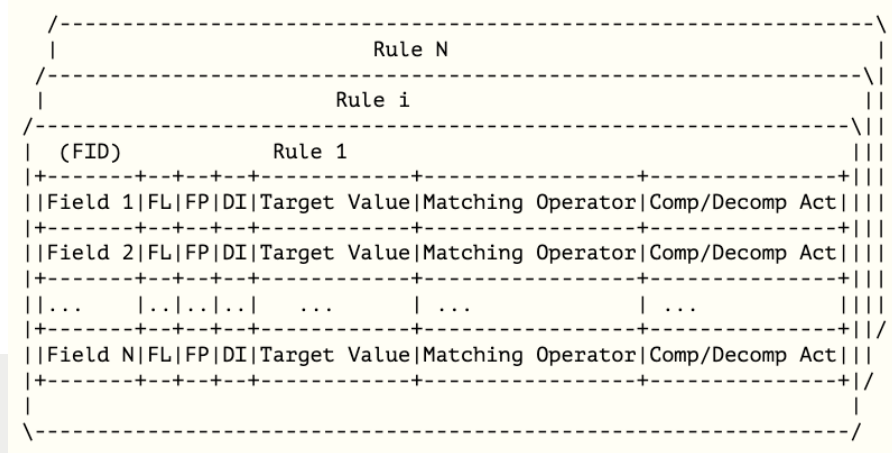 /-----------------------------------------------------------------\
  |                          Rule N                                 |
 /-----------------------------------------------------------------\|
 |                       Rule i                                    ||
/-----------------------------------------------------------------\||
|  (FID)            Rule 1                                        |||
|+-------+--+--+--+------------+-----------------+---------------+|||
||Field 1|FL|FP|DI|Target Value|Matching Operator|Comp/Decomp Act||||
|+-------+--+--+--+------------+-----------------+---------------+|||
||Field 2|FL|FP|DI|Target Value|Matching Operator|Comp/Decomp Act||||
|+-------+--+--+--+------------+-----------------+---------------+|||
||...    |..|..|..|   ...      | ...             | ...           ||||
|+-------+--+--+--+------------+-----------------+---------------+||/
||Field N|FL|FP|DI|Target Value|Matching Operator|Comp/Decomp Act|||
|+-------+--+--+--+------------+-----------------+---------------+|/
|                                                                 |
\-----------------------------------------------------------------/